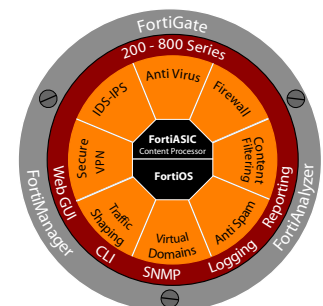 FortiGate
200 - 800 Series
Anti Virus
Firewall
Content
Filtering
Anti Spam
Virtual
Domains
Traffic
Shaping
Secure
VPN
IDS-IPS
FortiASIC
Content Processor
FortiOS
Web GUI
CLI
SNMP
Logging
Reporting
FortiManager
FortiAnalyzer